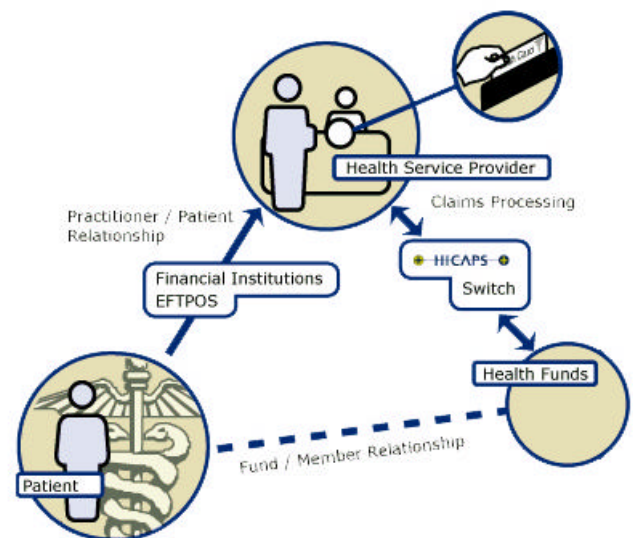 Health Service Provider
Practitioner / Patient
Relationship
Claims Processing
Financial Institutions
EFTPOS
HICAPS
Switch
Health Funds
Fund / Member Relationship
Patient